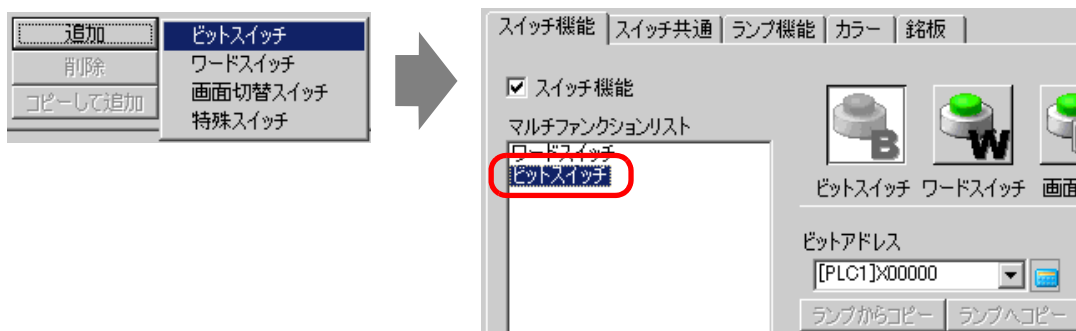 追加
削除
コピーして追加
ビットスイッチ
ワードスイッチ
画面切替スイッチ
特殊スイッチ
スイッチ機能 スイッチ共通 ランプ機能 カラー 銘板
スイッチ機能
マルチファンクションリスト
ワードスイッチ
ビットスイッチ
B W
ビットスイッチ ワードスイッチ 画面
ビットアドレス
[PLC1]X00000
ランプからコピー ランプへコピー